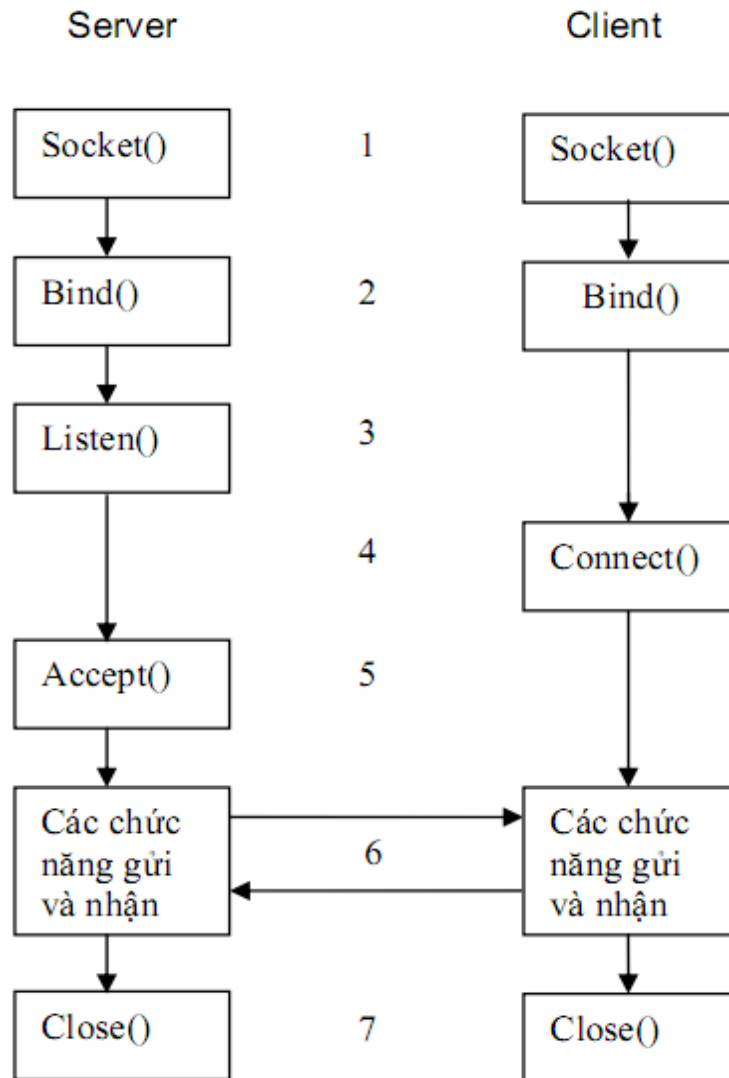 Server
Client
Socket()
1
Socket()
Bind()
2
Bind()
Listen()
3
4
Connect()
Accept()
5
Các chức
năng gửi
và nhận
6
Các chức
năng gửi
và nhận
Close()
7
Close()